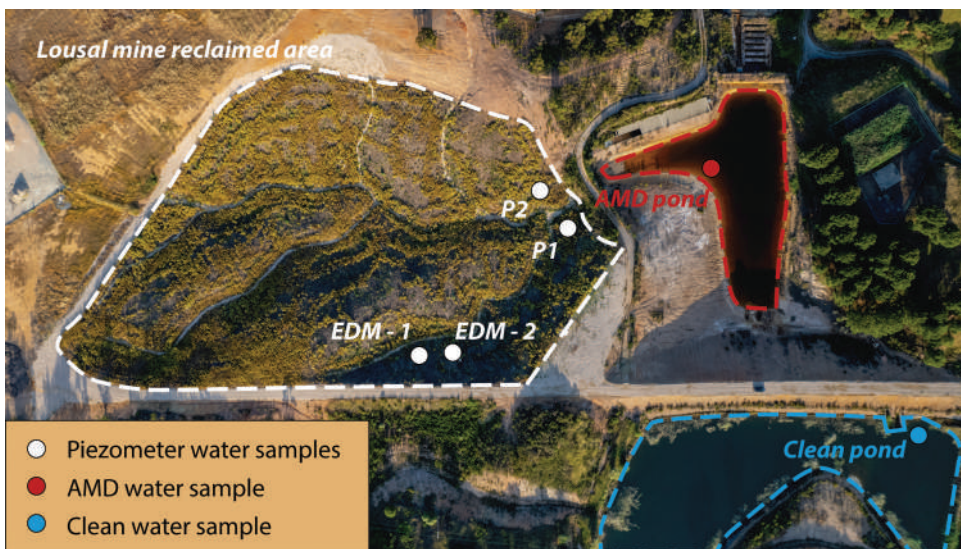 Lousal mine reclaimed area
P2
AMD pond
P1
EDM - 1
EDM - 2
Clean pond
Piezometer water samples
AMD water sample
Clean water sample